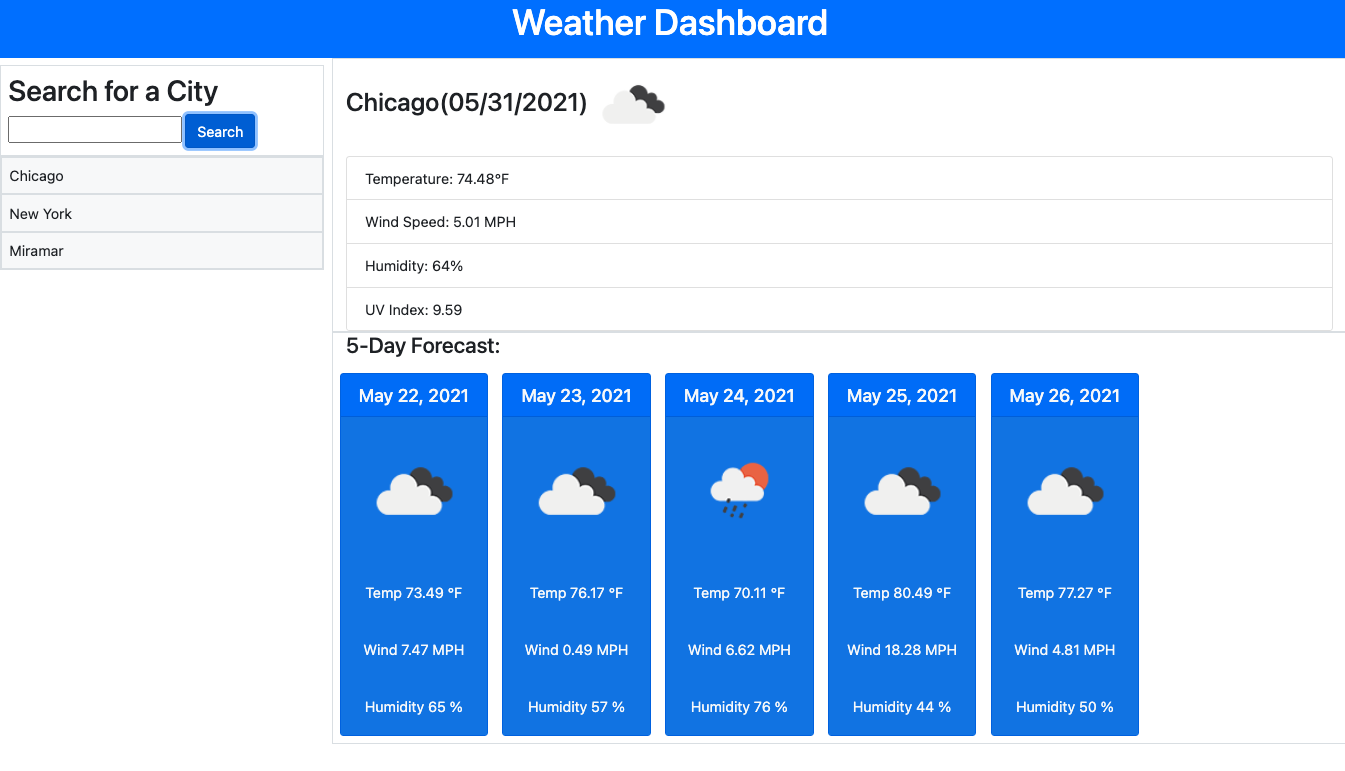 Weather Dashboard
Search for a City
Search
Chicago
New York
Miramar
Chicago(05/31/2021)
Temperature: 74.48°F
Wind Speed: 5.01 MPH
Humidity: 64%
UV Index: 9.59
5-Day Forecast:
May 22, 2021
Temp 73.49 °F
Wind 7.47 MPH
Humidity 65 %
May 23, 2021
Temp 76.17 °F
Wind 0.49 MPH
Humidity 57 %
May 24, 2021
Temp 70.11 °F
Wind 6.62 MPH
Humidity 76 %
May 25, 2021
Temp 80.49 °F
Wind 18.28 MPH
Humidity 44 %
May 26, 2021
Temp 77.27 °F
Wind 4.81 MPH
Humidity 50 %